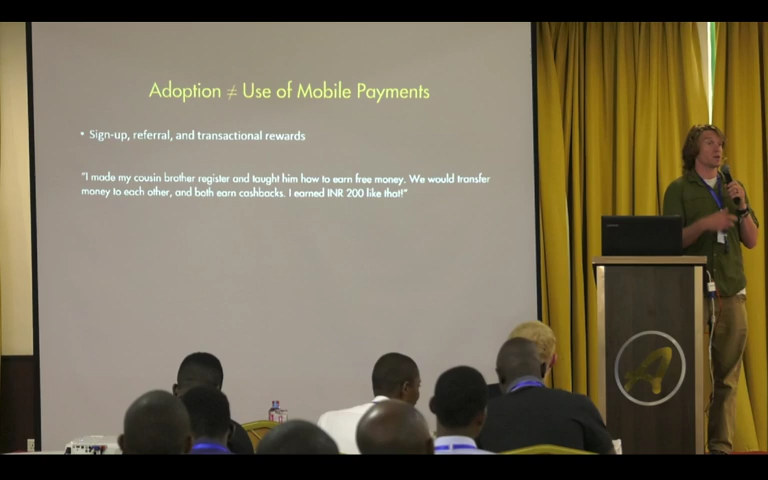 Adoption ≠ Use of Mobile Payments
• Sign-up, referral, and transactional rewards
"I made my cousin brother register and taught him how to earn free money. We would transfer
money to each other, and both earn cashbacks. I earned INR 200 like that!"